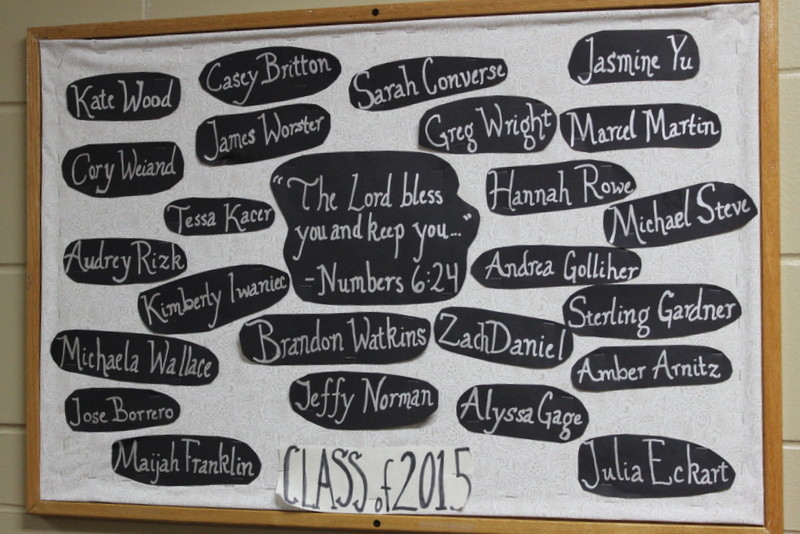 Kate Wood
Casey Britton
Sarah Converse
Jasmine Yu
James Worster
Greg Wright
Marcel Martin
Cory Weiand
Hannah Rowe
Tessa Kacer
"The Lord bless
you and keep you..."
-Numbers 6:24
Michael Steve
Audrey Rizk
Andrea Golliher
Kimberly Iwaniec
Sterling Gardner
Brandon Watkins
Zach Daniel
Michaela Wallace
Amber Arnitz
Jose Borrero
Jeffy Norman
Alyssa Gage
Maijah Franklin
CLASS of 2015
Julia Eckart